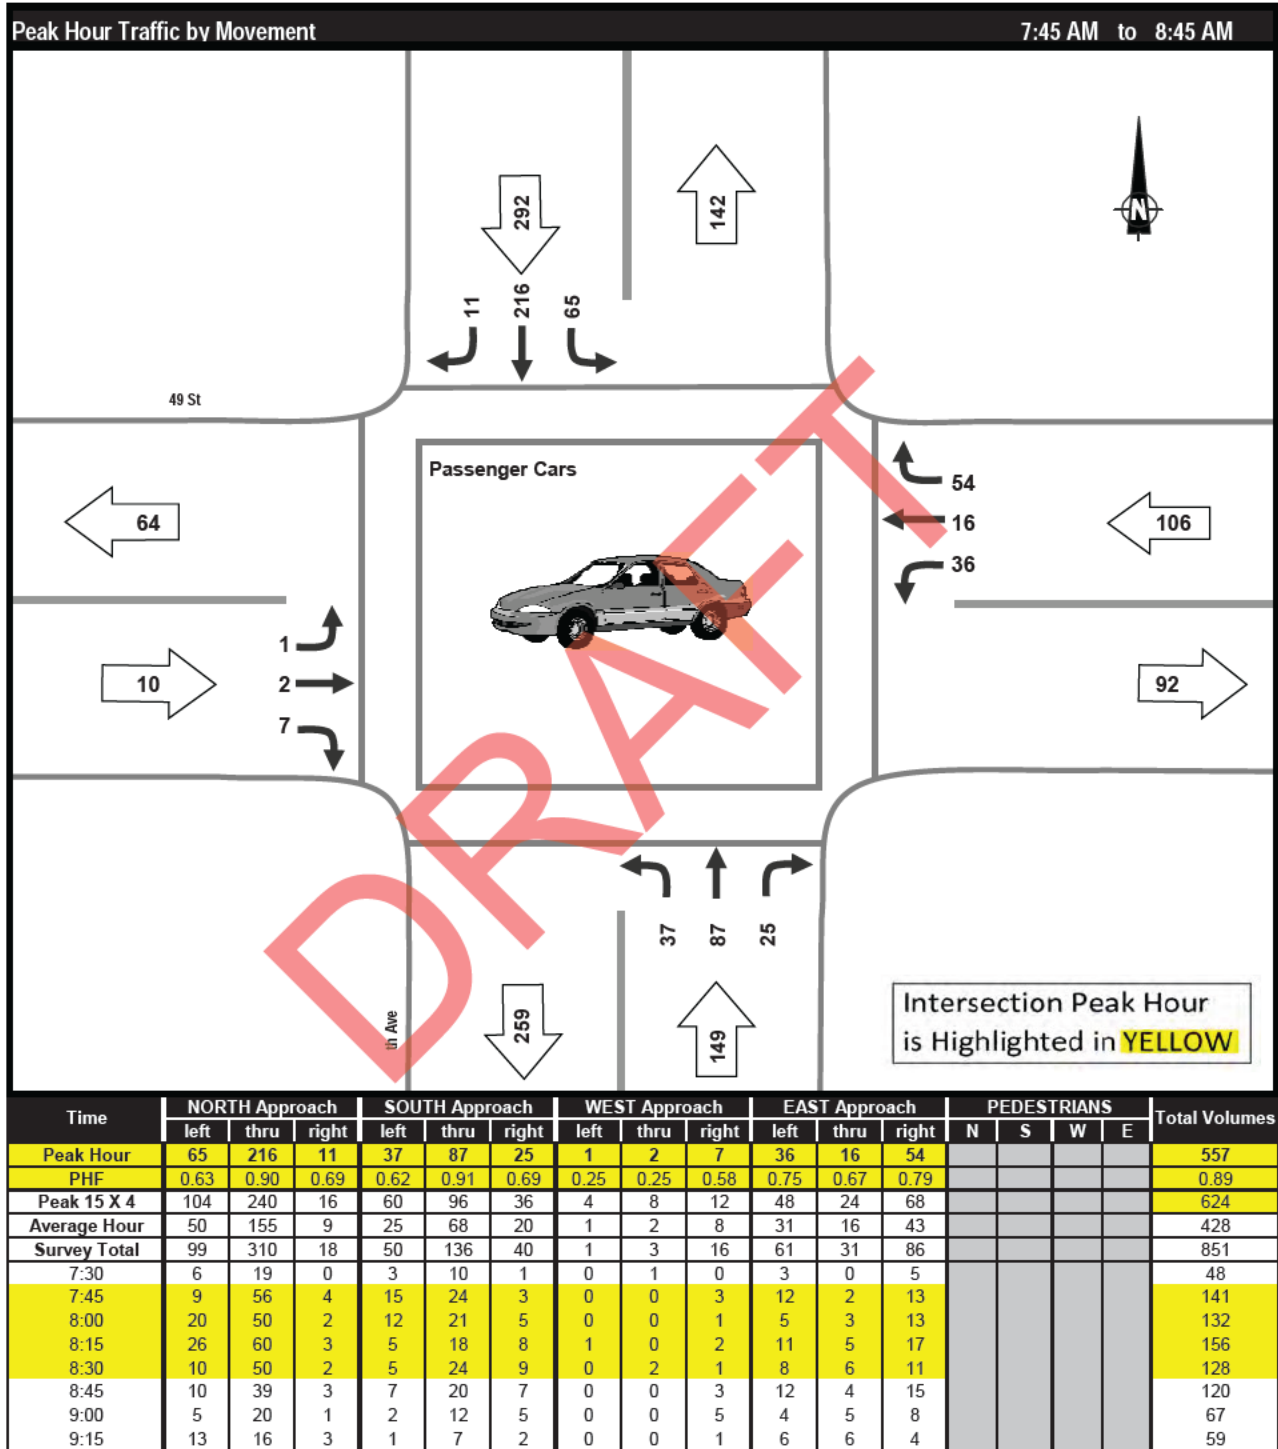 Peak Hour Traffic by Movement 7:45 AM to 8:45 AM
292
142
N
11 216 65
49 St
Passenger Cars
54
64
16
106
36
1
10
2
92
7
37 87 25
th Ave
259
149
Intersection Peak Hour
is Highlighted in YELLOW
DRAFT
Time NORTH Approach SOUTH Approach WEST Approach EAST Approach PEDESTRIANS Total Volumes
left thru right left thru right left thru right left thru right N S W E
Peak Hour 65 216 11 37 87 25 1 2 7 36 16 54 557
PHF 0.63 0.90 0.69 0.62 0.91 0.69 0.25 0.25 0.58 0.75 0.67 0.79 0.89
Peak 15 X 4 104 240 16 60 96 36 4 8 12 48 24 68 624
Average Hour 50 155 9 25 68 20 1 2 8 31 16 43 428
Survey Total 99 310 18 50 136 40 1 3 16 61 31 86 851
7:30 6 19 0 3 10 1 0 1 0 3 0 5 48
7:45 9 56 4 15 24 3 0 0 3 12 2 13 141
8:00 20 50 2 12 21 5 0 0 1 5 3 13 132
8:15 26 60 3 5 18 8 1 0 2 11 5 17 156
8:30 10 50 2 5 24 9 0 2 1 8 6 11 128
8:45 10 39 3 7 20 7 0 0 3 12 4 15 120
9:00 5 20 1 2 12 5 0 0 5 4 5 8 67
9:15 13 16 3 1 7 2 0 0 1 6 6 4 59